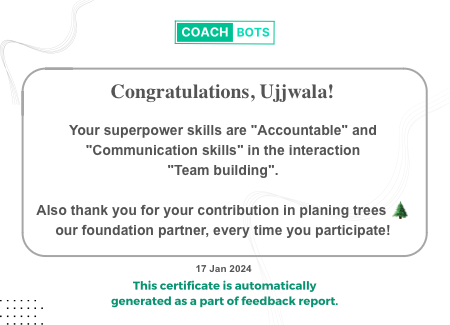 COACH BOTS
Congratulations, Ujjwala!
Your superpower skills are "Accountable" and
"Communication skills" in the interaction
"Team building".
Also thank you for your contribution in planing trees
our foundation partner, every time you participate!
17 Jan 2024
This certificate is automatically
generated as a part of feedback report.